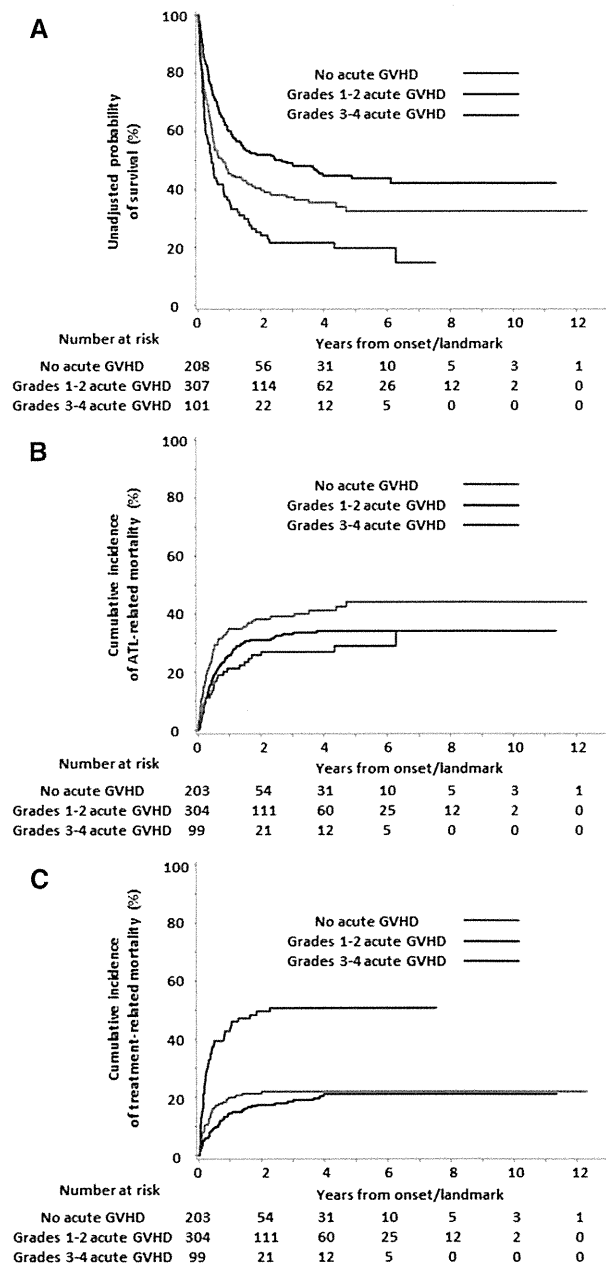 A
100
80
60
40
20
0
Unadjusted probability
of survival (%)
No acute GVHD
Grades 1-2 acute GVHD
Grades 3-4 acute GVHD
0 2 4 6 8 10 12
Number at risk Years from onset/landmark
No acute GVHD 208 56 31 10 5 3 1
Grades 1-2 acute GVHD 307 114 62 26 12 2 0
Grades 3-4 acute GVHD 101 22 12 5 0 0 0
B
100
80
60
40
20
0
Cumulative incidence
of ATL-related mortality (%)
No acute GVHD
Grades 1-2 acute GVHD
Grades 3-4 acute GVHD
0 2 4 6 8 10 12
Number at risk Years from onset/landmark
No acute GVHD 203 54 31 10 5 3 1
Grades 1-2 acute GVHD 304 111 60 25 12 2 0
Grades 3-4 acute GVHD 99 21 12 5 0 0 0
C
100
80
60
40
20
0
Cumulative incidence
of treatment-related mortality (%)
No acute GVHD
Grades 1-2 acute GVHD
Grades 3-4 acute GVHD
0 2 4 6 8 10 12
Number at risk Years from onset/landmark
No acute GVHD 203 54 31 10 5 3 1
Grades 1-2 acute GVHD 304 111 60 25 12 2 0
Grades 3-4 acute GVHD 99 21 12 5 0 0 0